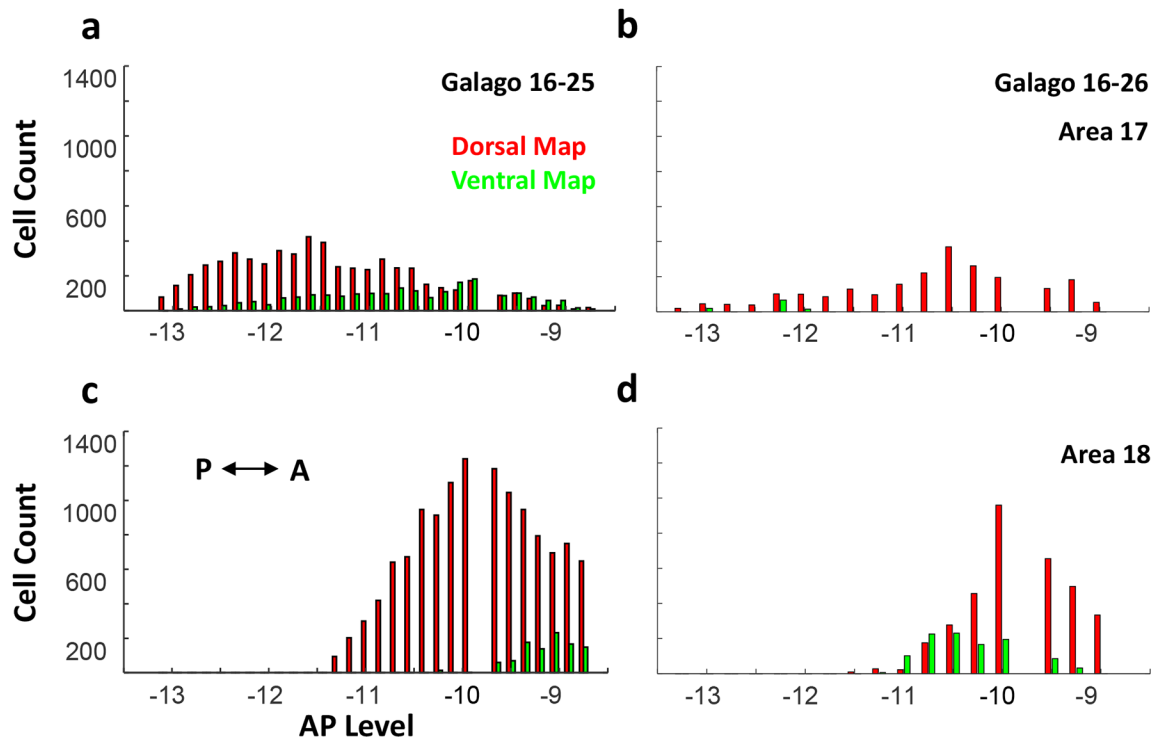 a
b
1400
1000
600
200
Cell Count
Galago 16-25
Dorsal Map
Ventral Map
-13
-12
-11
-10
-9
Galago 16-26
Area 17
-13
-12
-11
-10
-9
c
d
1400
1000
600
200
Cell Count
P
A
-13
-12
-11
-10
-9
AP Level
Area 18
-13
-12
-11
-10
-9